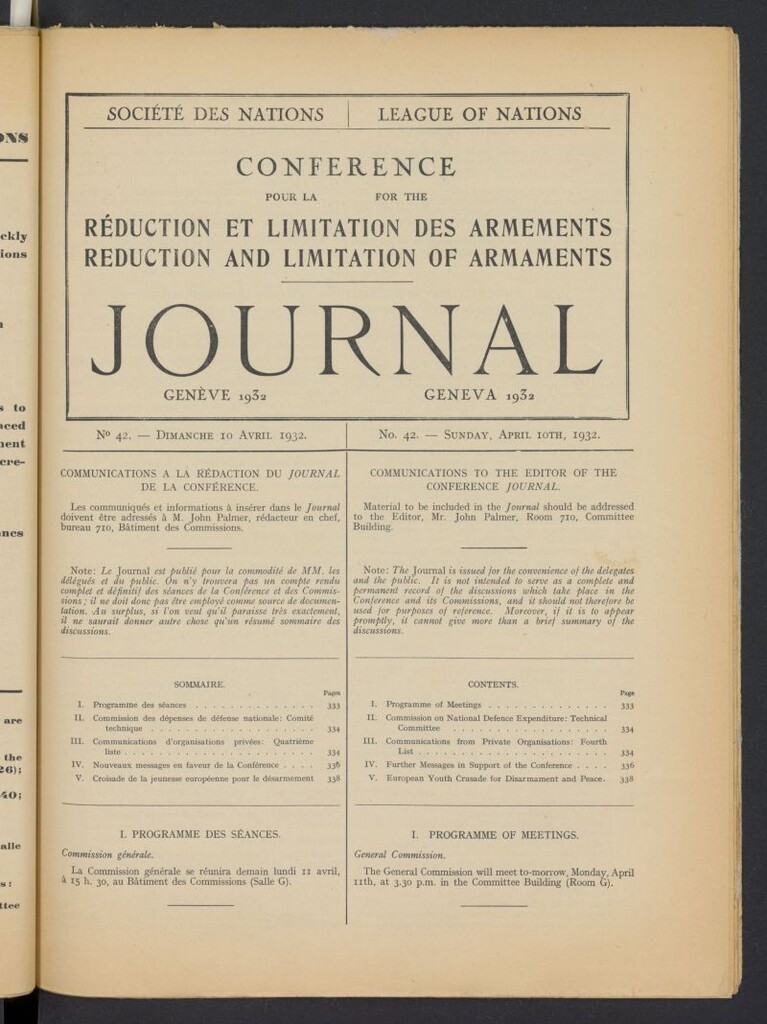 ONS
ekly
ions
s to
aced
ment
cre-
nces
are
the
26);
40;
alle
s :
ttee
SOCIÉTÉ DES NATIONS | LEAGUE OF NATIONS
CONFERENCE
POUR LA FOR THE
RÉDUCTION ET LIMITATION DES ARMEMENTS
REDUCTION AND LIMITATION OF ARMAMENTS
JOURNAL
GENÈVE 1932 GENEVA 1932
Nº 42. — DIMANCHE 10 AVRIL 1932.
COMMUNICATIONS A LA RÉDACTION DU JOURNAL
DE LA CONFÉRENCE.
Les communiqués et informations à insérer dans le Journal
doivent être adressés à M. John Palmer, rédacteur en chef,
bureau 710, Bâtiment des Commissions.
Note: Le Journal est publié pour la commodité de MM. les
délégués et du public. On n'y trouvera pas un compte rendu
complet et définitif des séances de la Conférence et des Commis-
sions; il ne doit donc pas être employé comme source de documen-
tation. Au surplus, si l'on veut qu'il paraisse très exactement,
il ne saurait donner autre chose qu'un résumé sommaire des
discussions.
SOMMAIRE.
Pages
I. Programme des séances . . . . . . . . . . . . . . 333
II. Commission des dépenses de défense nationale: Comité
technique . . . . . . . . . . . . . . . . . . . 334
III. Communications d'organisations privées: Quatrième
liste . . . . . . . . . . . . . . . . . . . . . . 334
IV. Nouveaux messages en faveur de la Conférence . . . . 336
V. Croisade de la jeunesse européenne pour le désarmement 338
I. PROGRAMME DES SÉANCES.
Commission générale.
La Commission générale se réunira demain lundi 11 avril,
à 15 h. 30, au Bâtiment des Commissions (Salle G).
No. 42. — SUNDAY, APRIL 10TH, 1932.
COMMUNICATIONS TO THE EDITOR OF THE
CONFERENCE JOURNAL.
Material to be included in the Journal should be addressed
to the Editor, Mr. John Palmer, Room 710, Committee
Building.
Note: The Journal is issued for the convenience of the delegates
and the public. It is not intended to serve as a complete and
permanent record of the discussions which take place in the
Conference and its Commissions, and it should not therefore be
used for purposes of reference. Moreover, if it is to appear
promptly, it cannot give more than a brief summary of the
discussions.
CONTENTS.
Page
I. Programme of Meetings . . . . . . . . . . . . . . 333
II. Commission on National Defence Expenditure: Technical
Committee . . . . . . . . . . . . . . . . . . . 334
III. Communications from Private Organisations: Fourth
List . . . . . . . . . . . . . . . . . . . . . . 334
IV. Further Messages in Support of the Conference . . . . 336
V. European Youth Crusade for Disarmament and Peace. 338
I. PROGRAMME OF MEETINGS.
General Commission.
The General Commission will meet to-morrow, Monday, April
11th, at 3.30 p.m. in the Committee Building (Room G).